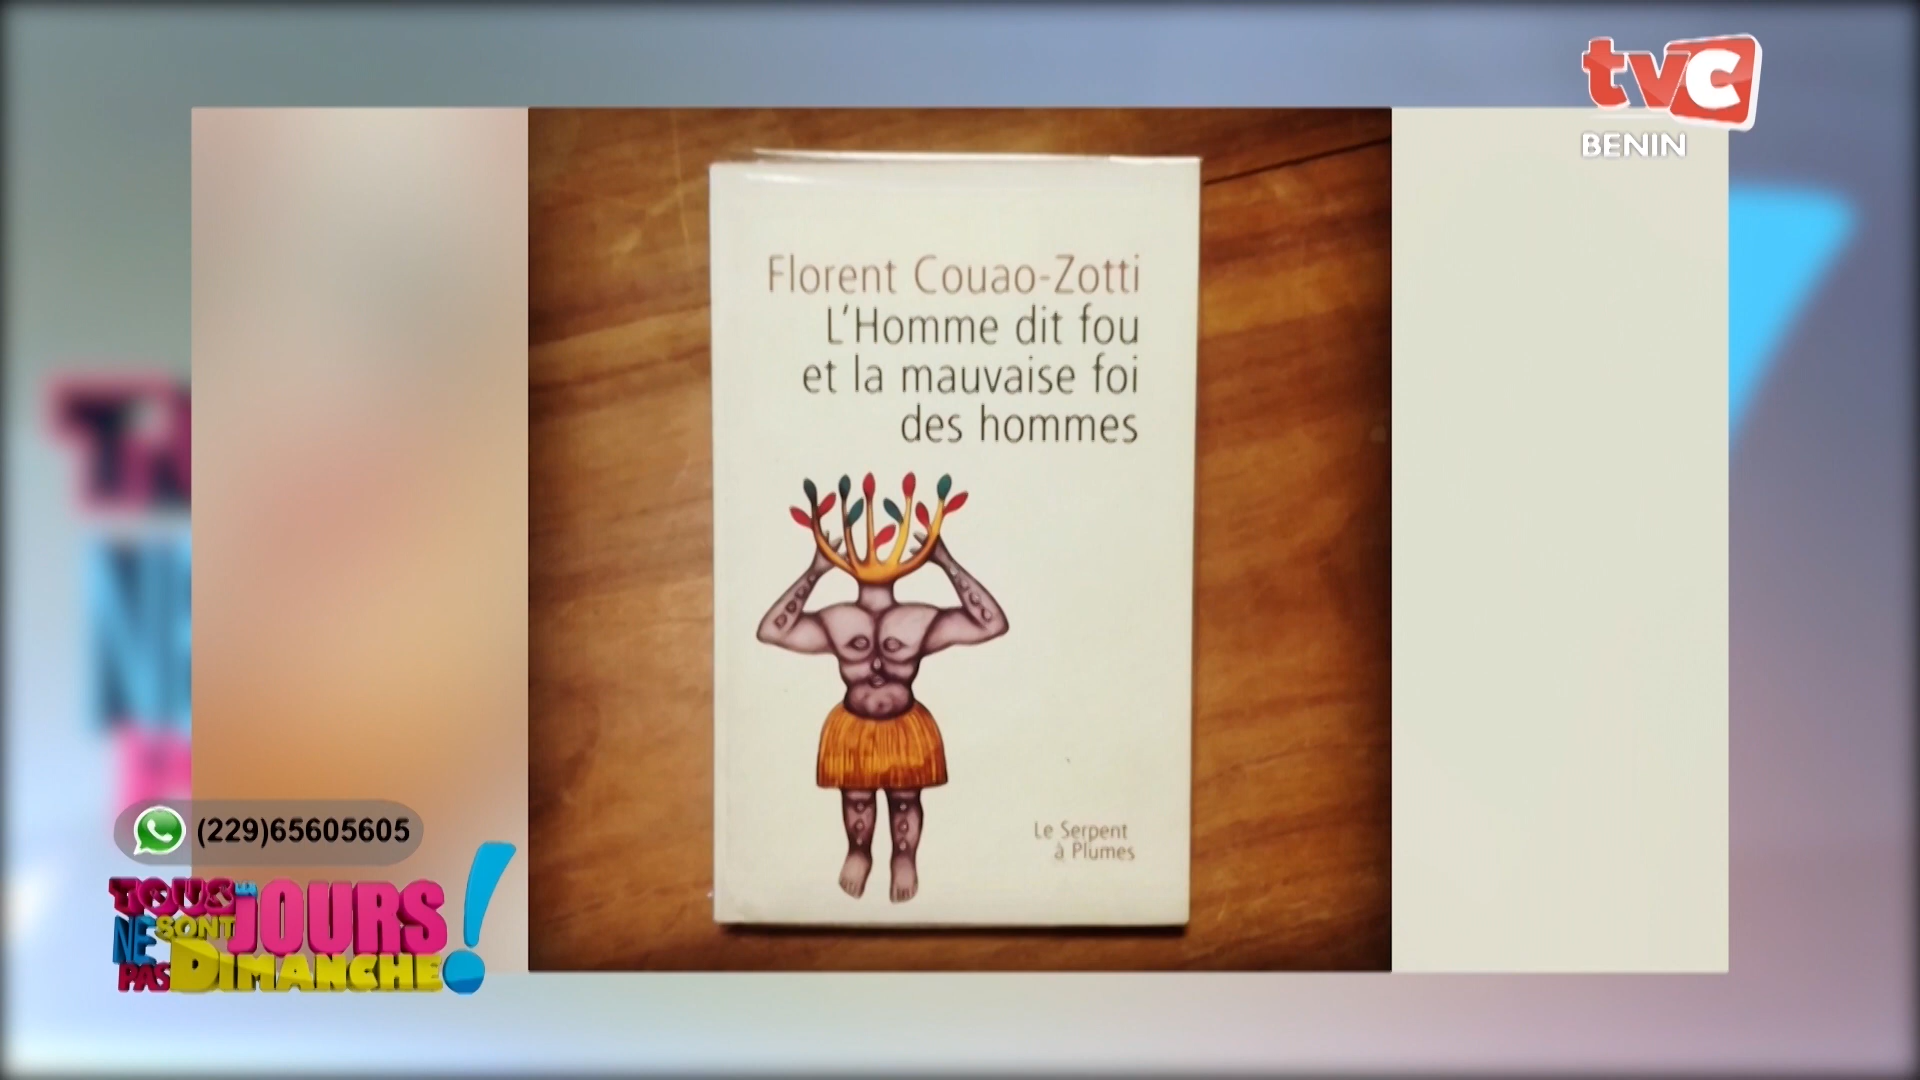 tvc
BENIN
Florent Couao-Zotti
L'Homme dit fou
et la mauvaise foi
des hommes
Le Serpent
à Plumes
(229)65605605
TOUS LES JOURS
NE SONT
PAS DIMANCHE!